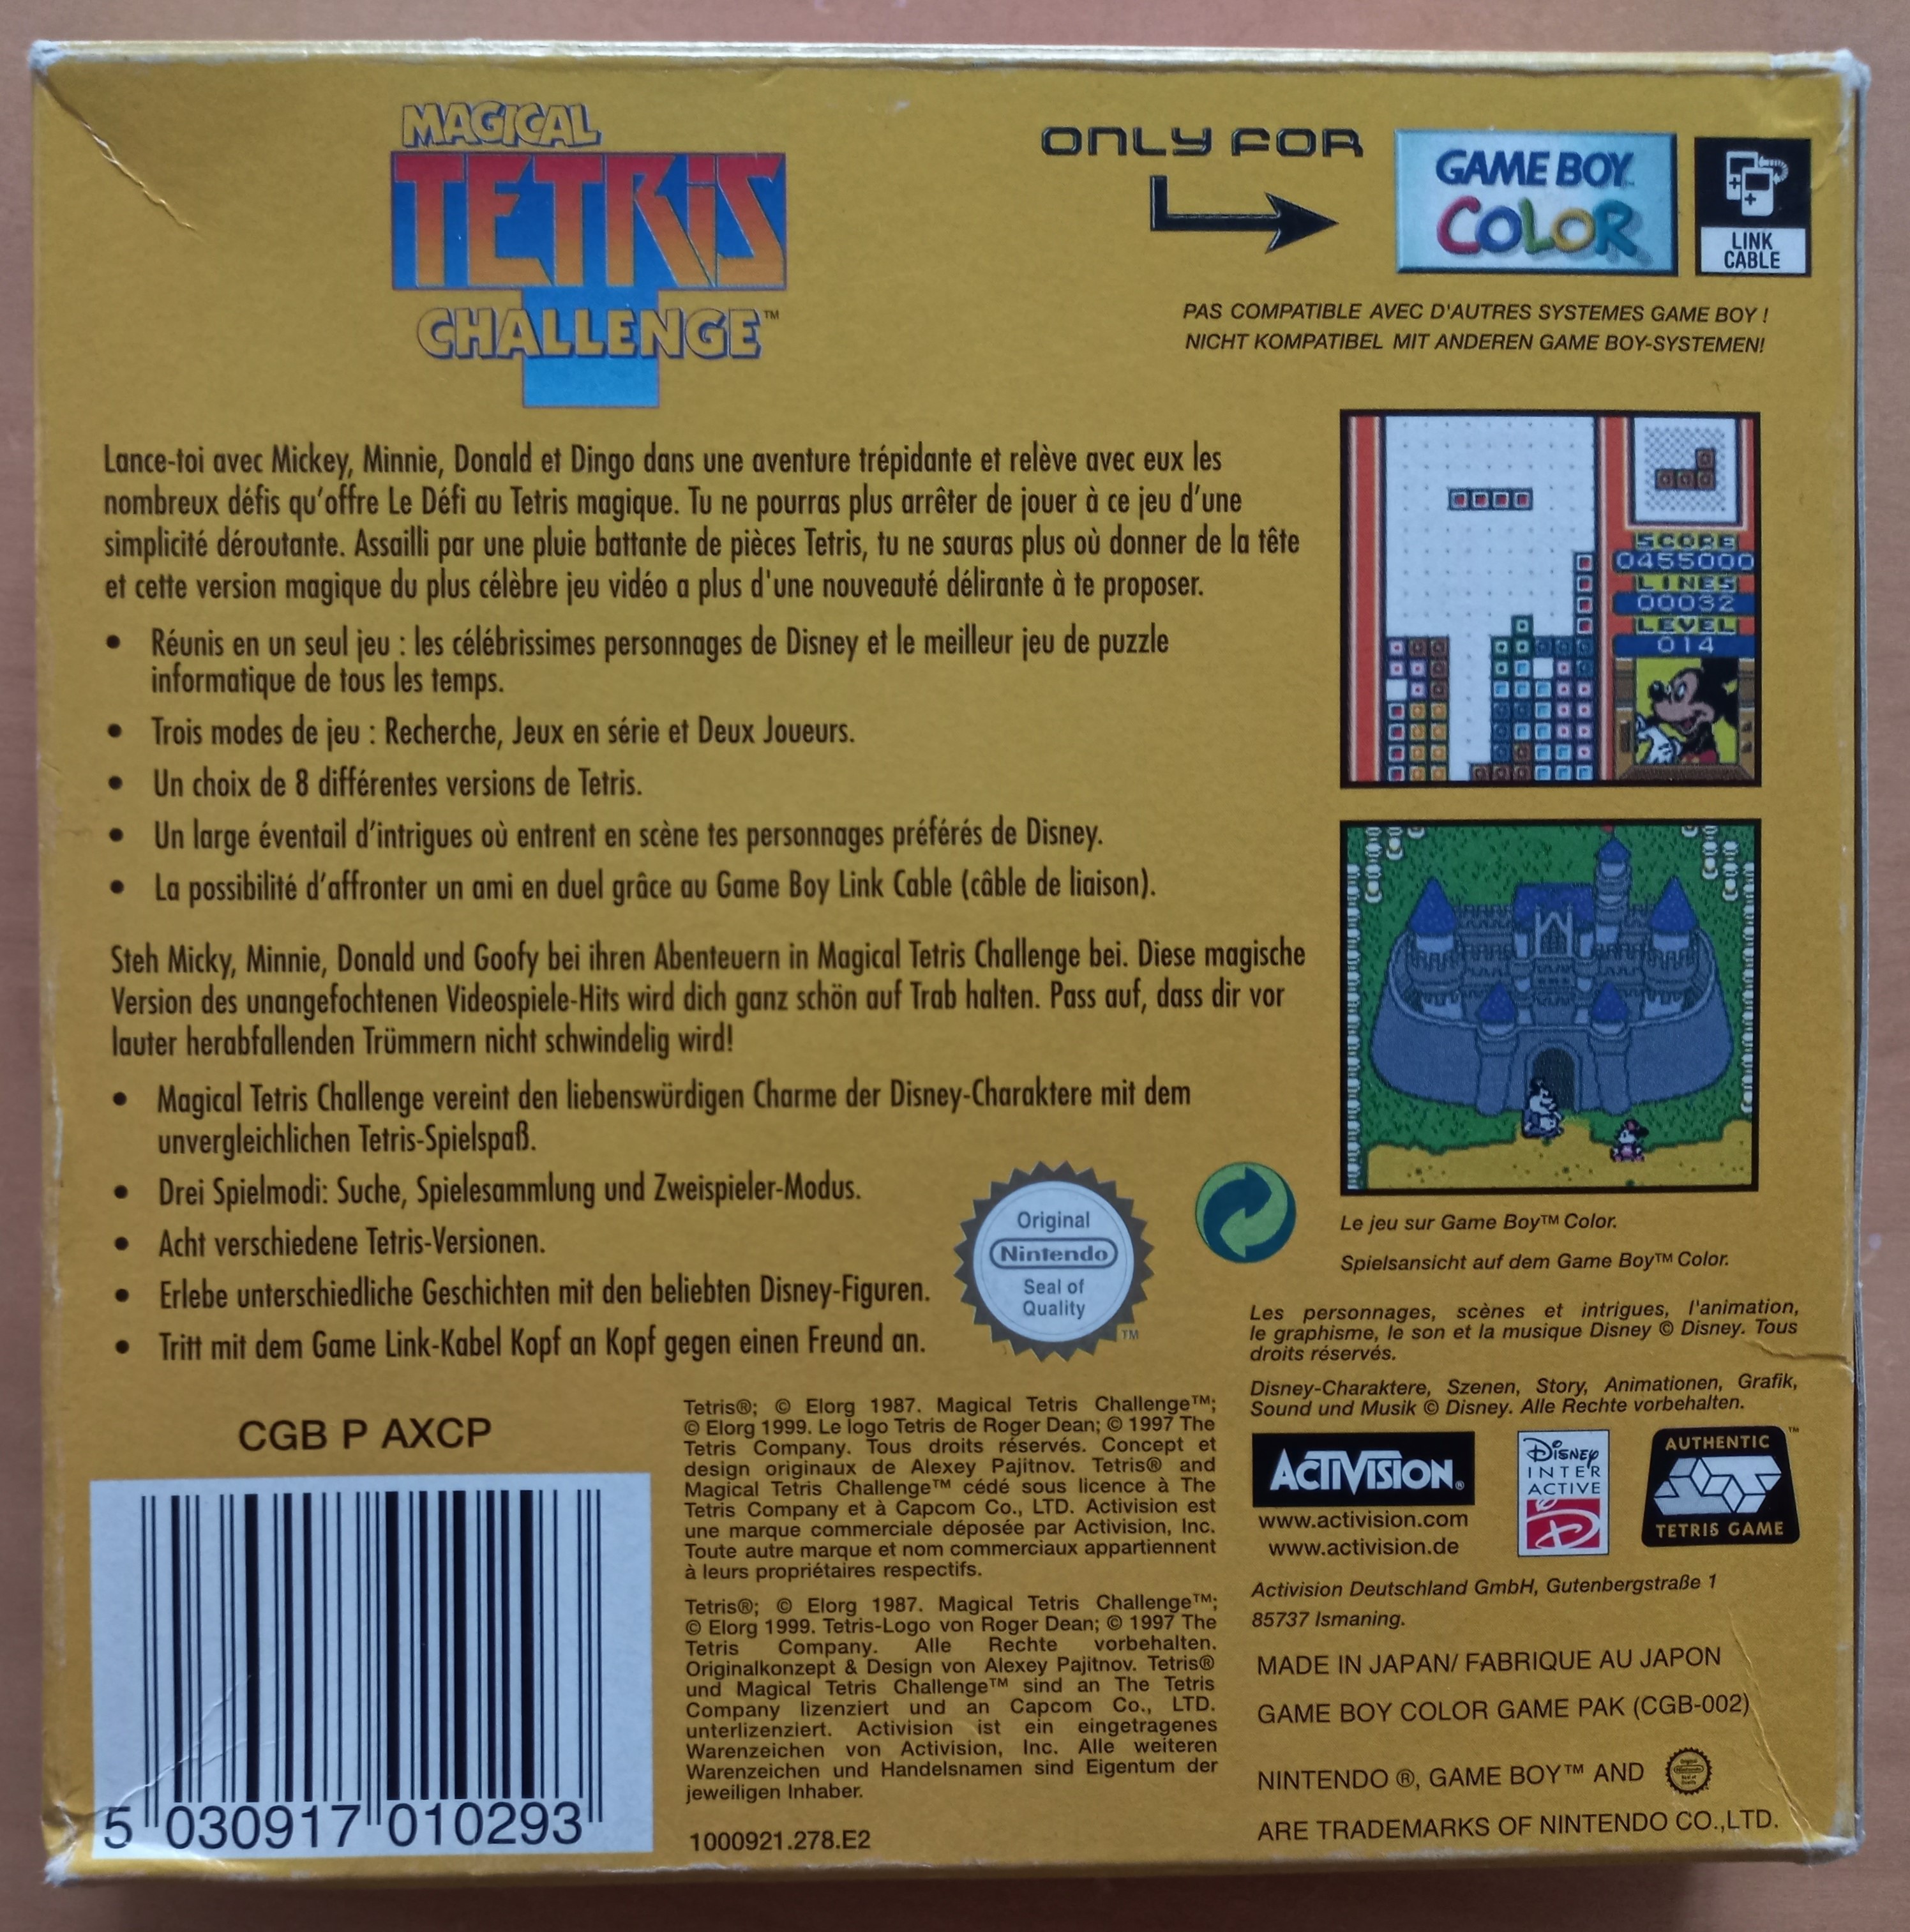 MAGICAL
TETRIS
CHALLENGE™
ONLY FOR
GAME BOY
COLOR
LINK
CABLE
PAS COMPATIBLE AVEC D'AUTRES SYSTEMES GAME BOY !
NICHT KOMPATIBEL MIT ANDEREN GAME BOY-SYSTEMEN!
Lance-toi avec Mickey, Minnie, Donald et Dingo dans une aventure trépidante et relève avec eux les
nombreux défis qu'offre Le Défi au Tetris magique. Tu ne pourras plus arrêter de jouer à ce jeu d'une
simplicité déroutante. Assailli par une pluie battante de pièces Tetris, tu ne sauras plus où donner de la tête
et cette version magique du plus célèbre jeu vidéo a plus d'une nouveauté délirante à te proposer.
• Réunis en un seul jeu : les célébrissimes personnages de Disney et le meilleur jeu de puzzle
informatique de tous les temps.
• Trois modes de jeu : Recherche, Jeux en série et Deux Joueurs.
• Un choix de 8 différentes versions de Tetris.
• Un large éventail d'intrigues où entrent en scène tes personnages préférés de Disney.
• La possibilité d'affronter un ami en duel grâce au Game Boy Link Cable (câble de liaison).
SCORE
0455000
LINES
00032
LEVEL
014
Steh Micky, Minnie, Donald und Goofy bei ihren Abenteuern in Magical Tetris Challenge bei. Diese magische
Version des unangefochtenen Videospiele-Hits wird dich ganz schön auf Trab halten. Pass auf, dass dir vor
lauter herabfallenden Trümmern nicht schwindelig wird!
• Magical Tetris Challenge vereint den liebenswürdigen Charme der Disney-Charaktere mit dem
unvergleichlichen Tetris-Spielspaß.
• Drei Spielmodi: Suche, Spielesammlung und Zweispieler-Modus.
• Acht verschiedene Tetris-Versionen.
• Erlebe unterschiedliche Geschichten mit den beliebten Disney-Figuren.
• Tritt mit dem Game Link-Kabel Kopf an Kopf gegen einen Freund an.
Original
Nintendo
Seal of
Quality
TM
Le jeu sur Game Boy™ Color.
Spielsansicht auf dem Game Boy™ Color.
Les personnages, scènes et intrigues, l'animation,
le graphisme, le son et la musique Disney © Disney. Tous
droits réservés.
Disney-Charaktere, Szenen, Story, Animationen, Grafik,
Sound und Musik © Disney. Alle Rechte vorbehalten.
CGB P AXCP
5 030917 010293
Tetris®; © Elorg 1987. Magical Tetris Challenge™;
© Elorg 1999. Le logo Tetris de Roger Dean; © 1997 The
Tetris Company. Tous droits réservés. Concept et
design originaux de Alexey Pajitnov. Tetris® and
Magical Tetris Challenge™ cédé sous licence à The
Tetris Company et à Capcom Co., LTD. Activision est
une marque commerciale déposée par Activision, Inc.
Toute autre marque et nom commerciaux appartiennent
à leurs propriétaires respectifs.
Tetris®; © Elorg 1987. Magical Tetris Challenge™;
© Elorg 1999. Tetris-Logo von Roger Dean; © 1997 The
Tetris Company. Alle Rechte vorbehalten.
Originalkonzept & Design von Alexey Pajitnov. Tetris®
und Magical Tetris Challenge™ sind an The Tetris
Company lizenziert und an Capcom Co., LTD.
unterlizenziert. Activision ist ein eingetragenes
Warenzeichen von Activision, Inc. Alle weiteren
Warenzeichen und Handelsnamen sind Eigentum der
jeweiligen Inhaber.
1000921.278.E2
ACTIVISION®
www.activision.com
www.activision.de
DISNEY
INTER
ACTIVE
D
AUTHENTIC
TETRIS GAME
™
Activision Deutschland GmbH, Gutenbergstraße 1
85737 Ismaning.
MADE IN JAPAN/ FABRIQUE AU JAPON
GAME BOY COLOR GAME PAK (CGB-002)
NINTENDO ®, GAME BOY™ AND
ARE TRADEMARKS OF NINTENDO CO.,LTD.